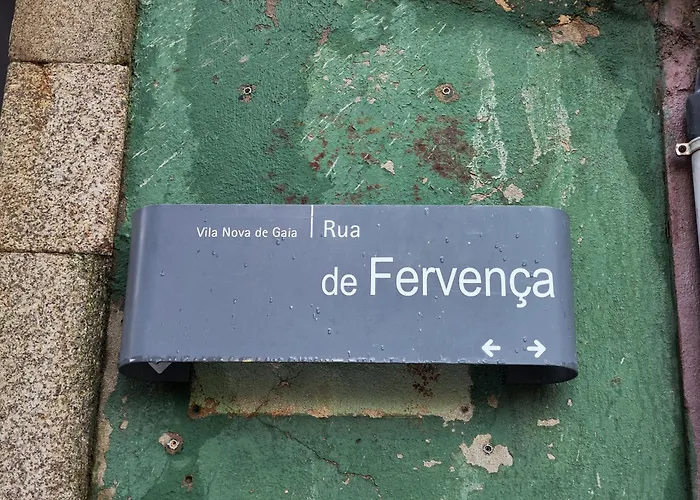 Vila Nova de Gaia
Rua
de Fervença
← →